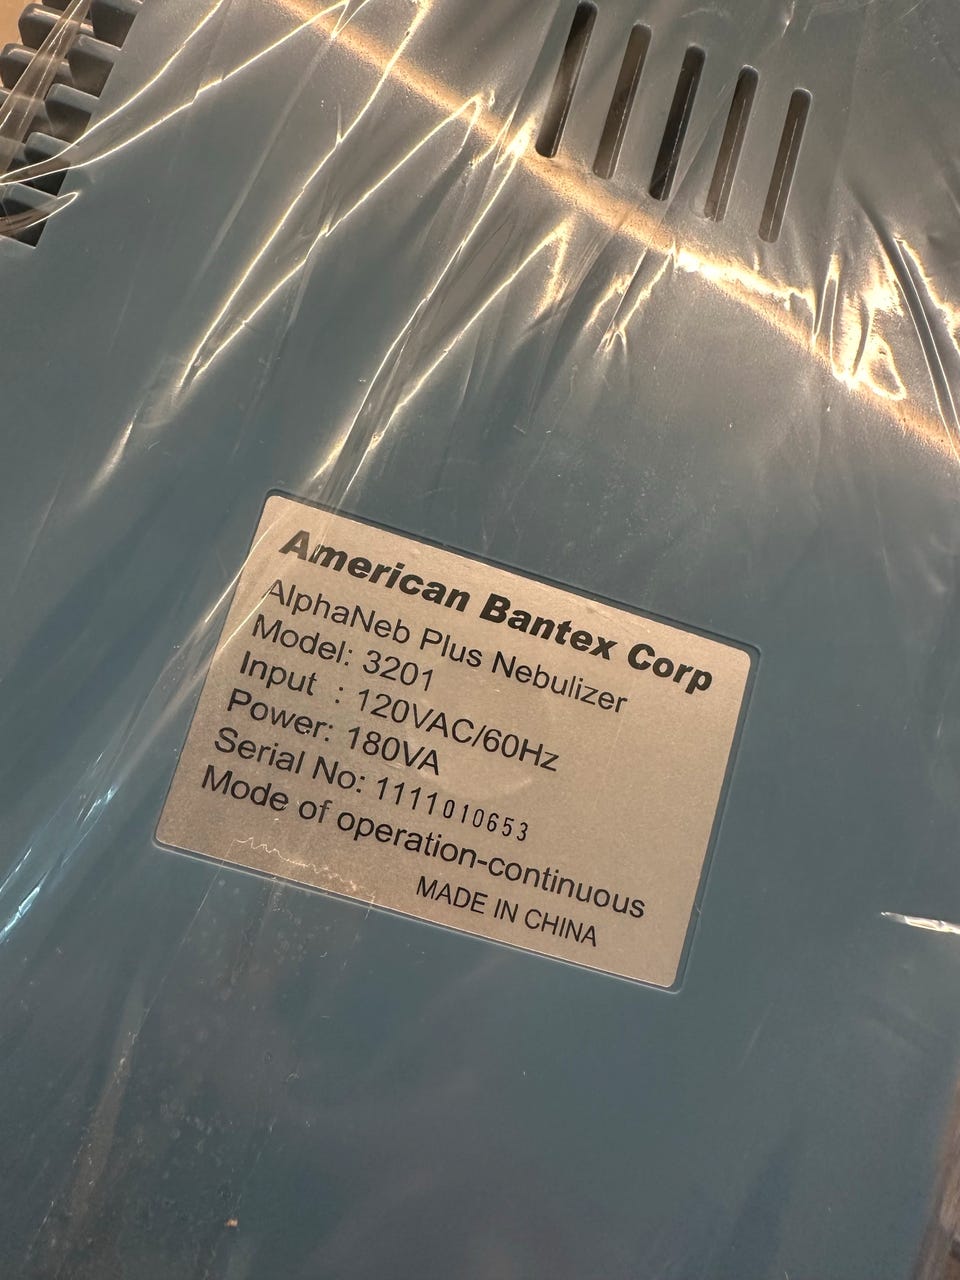 American Bantex Corp
AlphaNeb Plus Nebulizer
Model: 3201
Input : 120VAC/60Hz
Power: 180VA
Serial No: 1111010653
Mode of operation-continuous
MADE IN CHINA